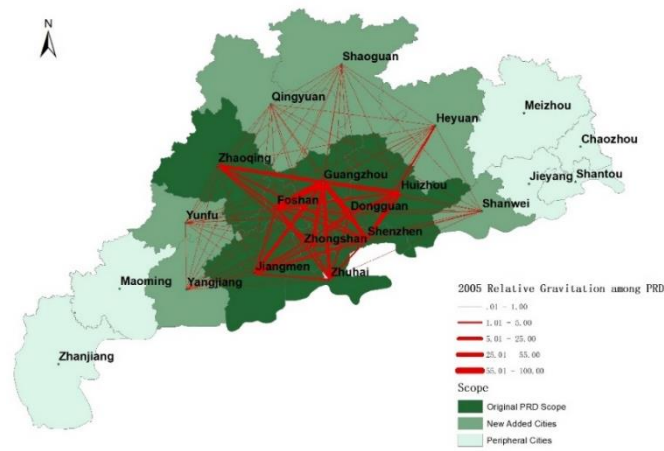 N
Shaoguan
Qingyuan
Heyuan
Meizhou
Chaozhou
Zhaoqing
Guangzhou
Jieyang
Shantou
Huizhou
Foshan
Dongguan
Shanwei
Yunfu
Zhongshan
Shenzhen
Jiangmen
Zhuhai
Maoming
Yangjiang
Zhanjiang
2005 Relative Gravitation among PRD
.01 - 1.00
1.01 - 5.00
5.01 - 25.00
25.01 - 55.00
55.01 - 100.00
Scope
Original PRD Scope
New Added Cities
Peripheral Cities